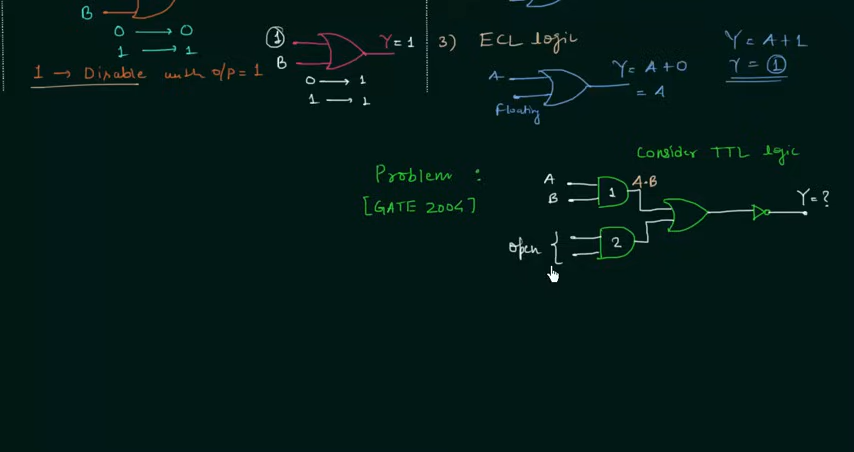 B
0 → 0
1 → 1
1 → Disable with o/p = 1
1
B
Y = 1
0 → 1
1 → 1
3) ECL logic
A
Floating
Y = A + 0
= A
Y = A + 1
Y = 1
Problem :
[GATE 2004]
Consider TTL logic
A
B
1
A·B
open
2
Y = ?